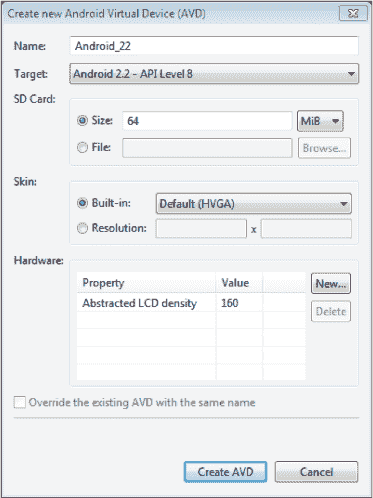 Create new Android Virtual Device (AVD)
Name: Android_22
Target: Android 2.2 - API Level 8
SD Card:
Size: 64 MiB
File: Browse...
Skin:
Built-in: Default (HVGA)
Resolution: x
Hardware:
Property Value New...
Abstracted LCD density 160 Delete
Override the existing AVD with the same name
Create AVD Cancel